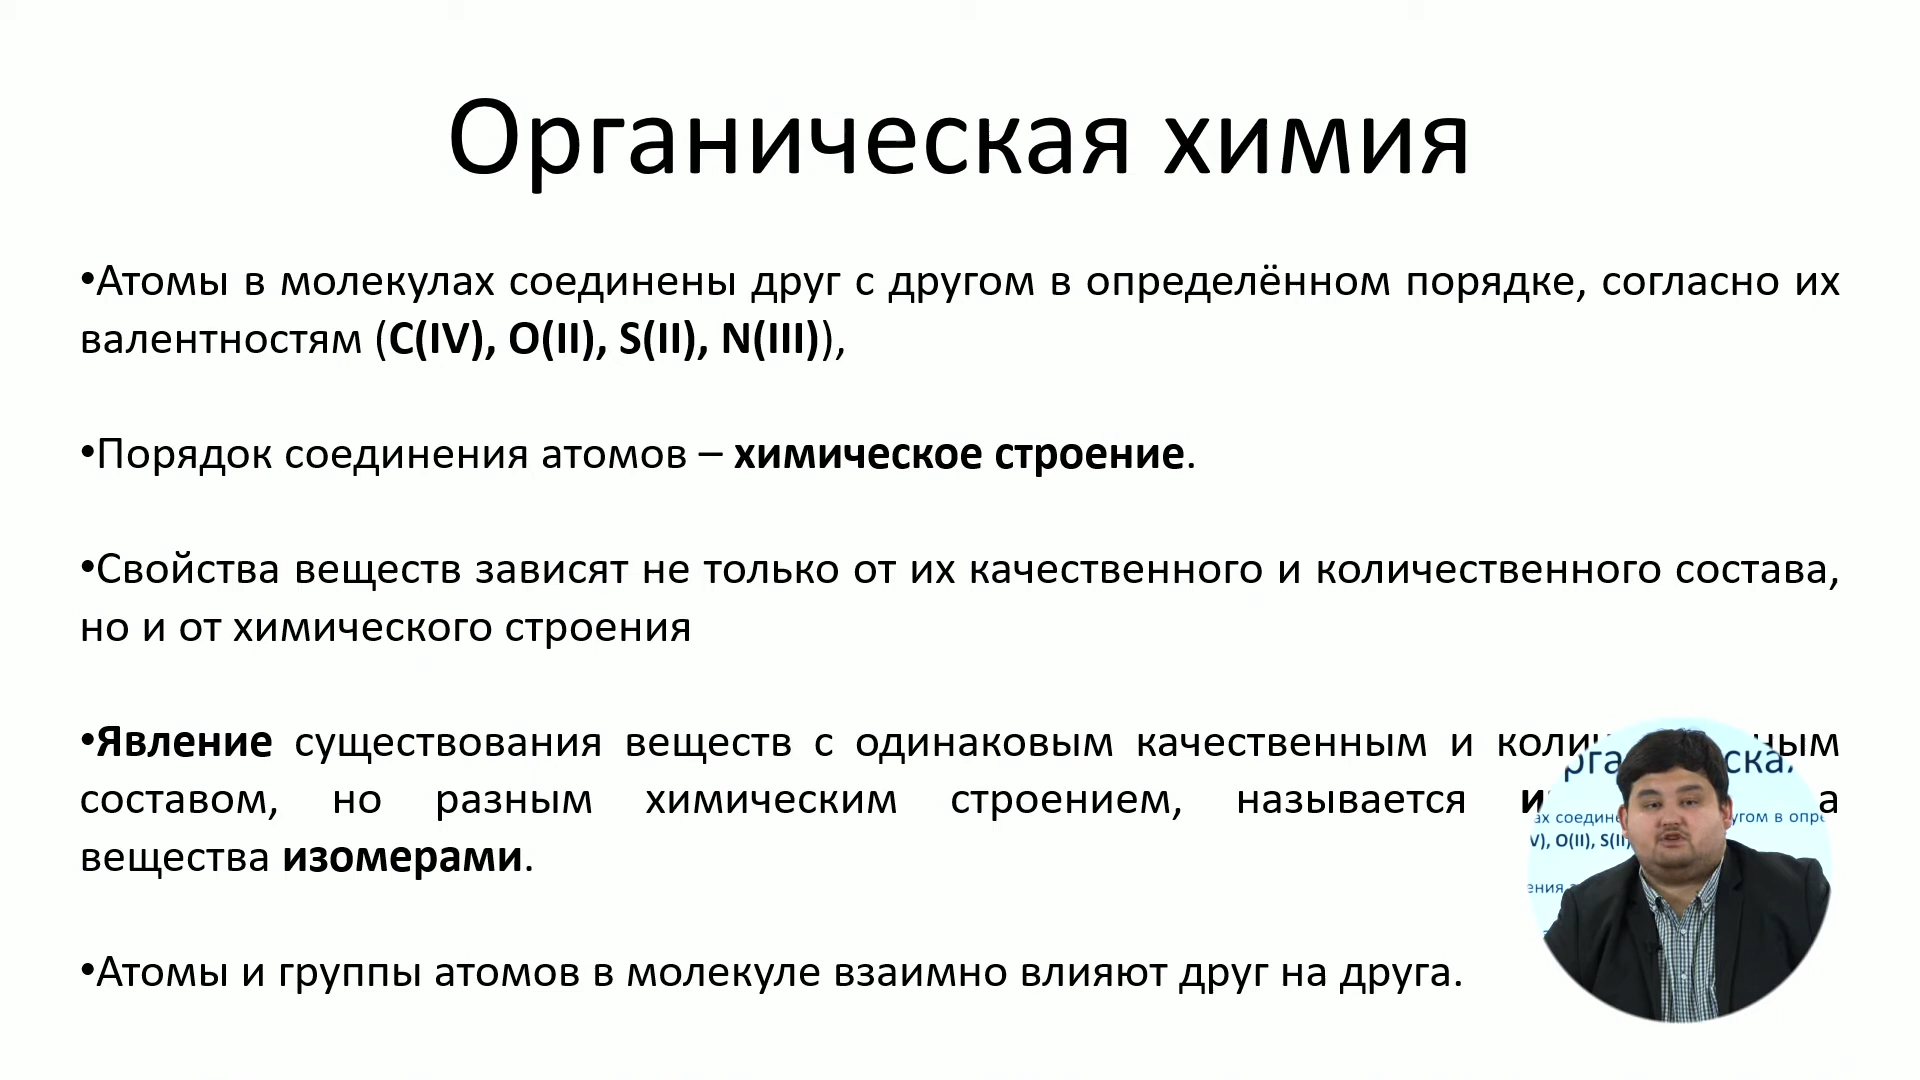 Органическая химия
•Атомы в молекулах соединены друг с другом в определённом порядке, согласно их
валентностям (C(IV), O(II), S(II), N(III)),
•Порядок соединения атомов – химическое строение.
•Свойства веществ зависят не только от их качественного и количественного состава,
но и от химического строения
•Явление существования веществ с одинаковым качественным и
составом, но разным химическим строением, называется а
вещества изомерами.
•Атомы и группы атомов в молекуле взаимно влияют друг на друга.
O(II),